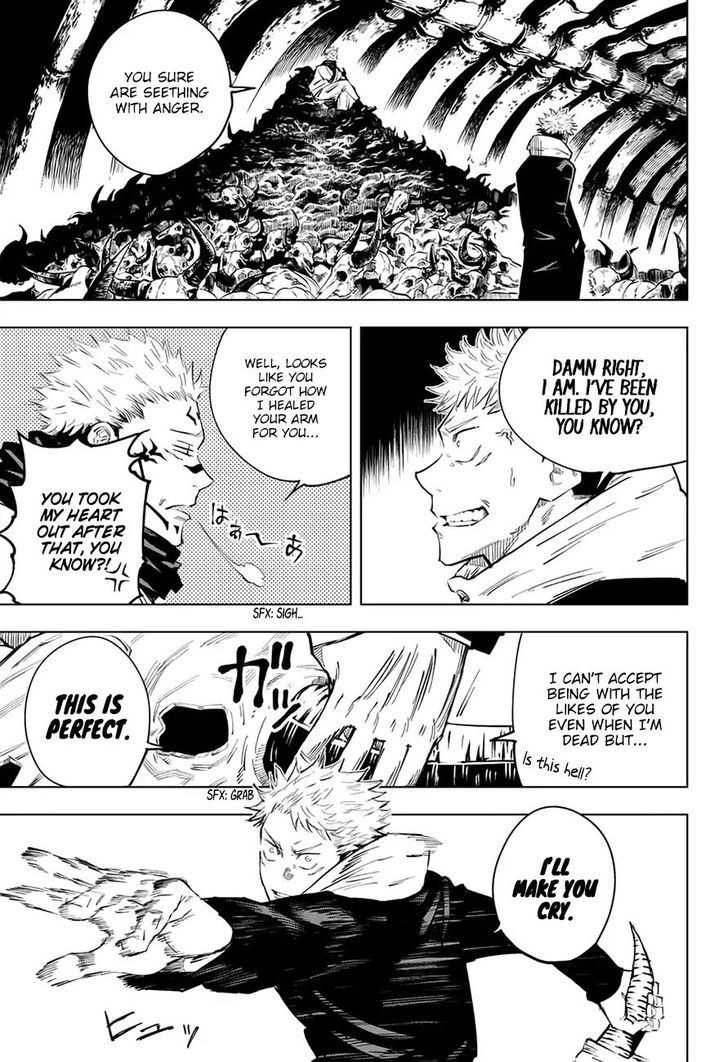 YOU SURE
ARE SEETHING
WITH ANGER.
DAMN RIGHT,
I AM. I'VE BEEN
KILLED BY YOU,
YOU KNOW?
WELL, LOOKS
LIKE YOU
FORGOT HOW
I HEALED
YOUR ARM
FOR YOU...
はぁ～あ
SFX: SIGH...
YOU TOOK
MY HEART
OUT AFTER
THAT, YOU
KNOW?!
I CAN'T ACCEPT
BEING WITH THE
LIKES OF YOU
EVEN WHEN I'M
DEAD BUT...
Is this hell?
ガッ
SFX: GRAB
THIS IS
PERFECT.
I'LL
MAKE YOU
CRY.
ヒュッ